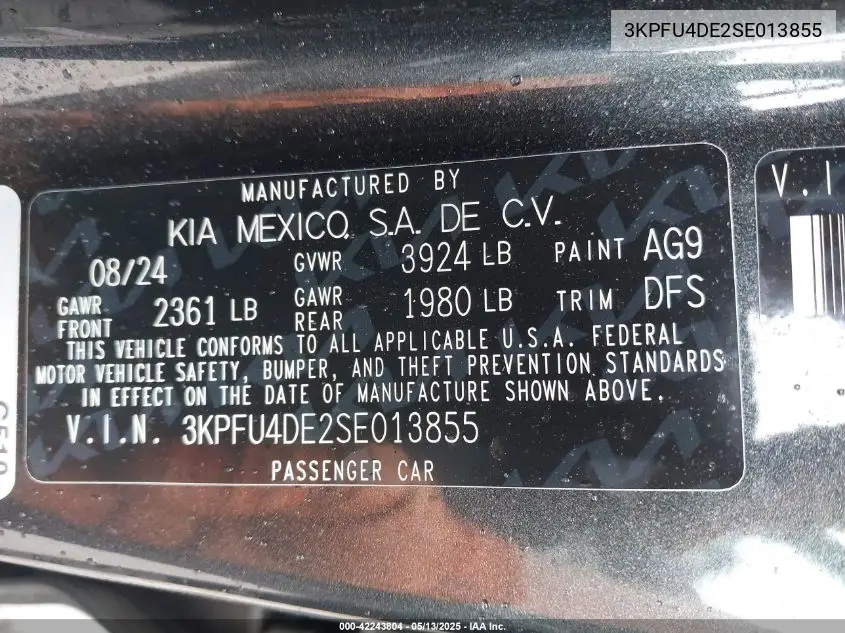 3KPFU4DE2SE013855
MANUFACTURED BY
KIA MEXICO, S.A. DE C.V.
08/24 GVWR 3924 LB PAINT AG9
GAWR FRONT 2361 LB GAWR REAR 1980 LB TRIM DFS
THIS VEHICLE CONFORMS TO ALL APPLICABLE U.S.A. FEDERAL
MOTOR VEHICLE SAFETY, BUMPER, AND THEFT PREVENTION STANDARDS
IN EFFECT ON THE DATE OF MANUFACTURE SHOWN ABOVE.
V.I.N. 3KPFU4DE2SE013855
PASSENGER CAR
V.I
000-42243804 - 05/13/2025 - IAA Inc.